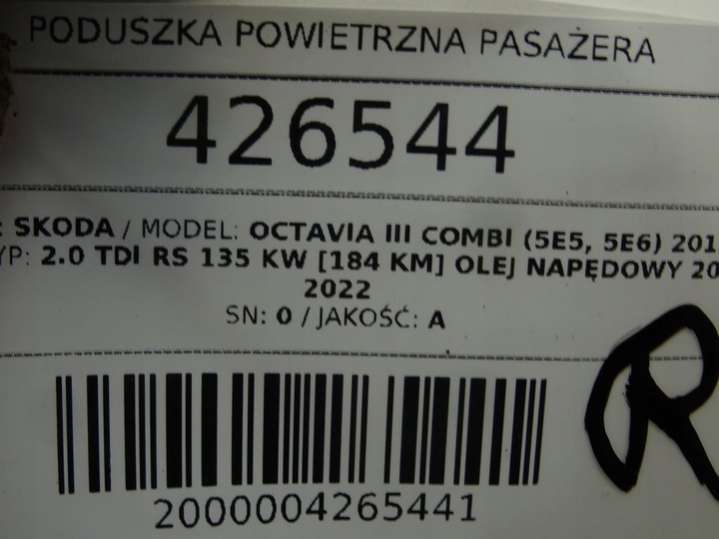 PODUSZKA POWIETRZNA PASAŻERA
426544
: SKODA / MODEL: OCTAVIA III COMBI (5E5, 5E6) 201
YP: 2.0 TDI RS 135 KW [184 KM] OLEJ NAPĘDOWY 20
2022
SN: 0 / JAKOŚĆ: A
R
2000004265441